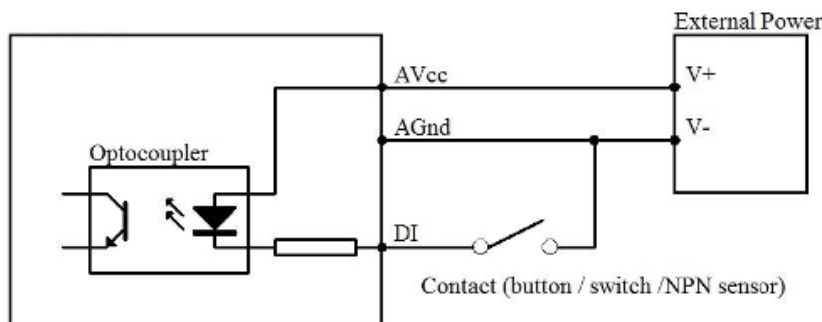 External Power
AVcc
V+
AGnd
V-
Optocoupler
DI
Contact (button / switch /NPN sensor)